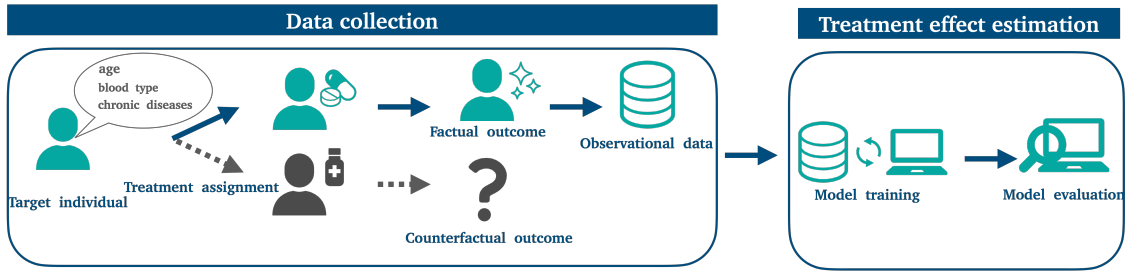 Data collection
Treatment effect estimation
age
blood type
chronic diseases
Factual outcome
Observational data
Treatment assignment
Target individual
Counterfactual outcome
Model training
Model evaluation